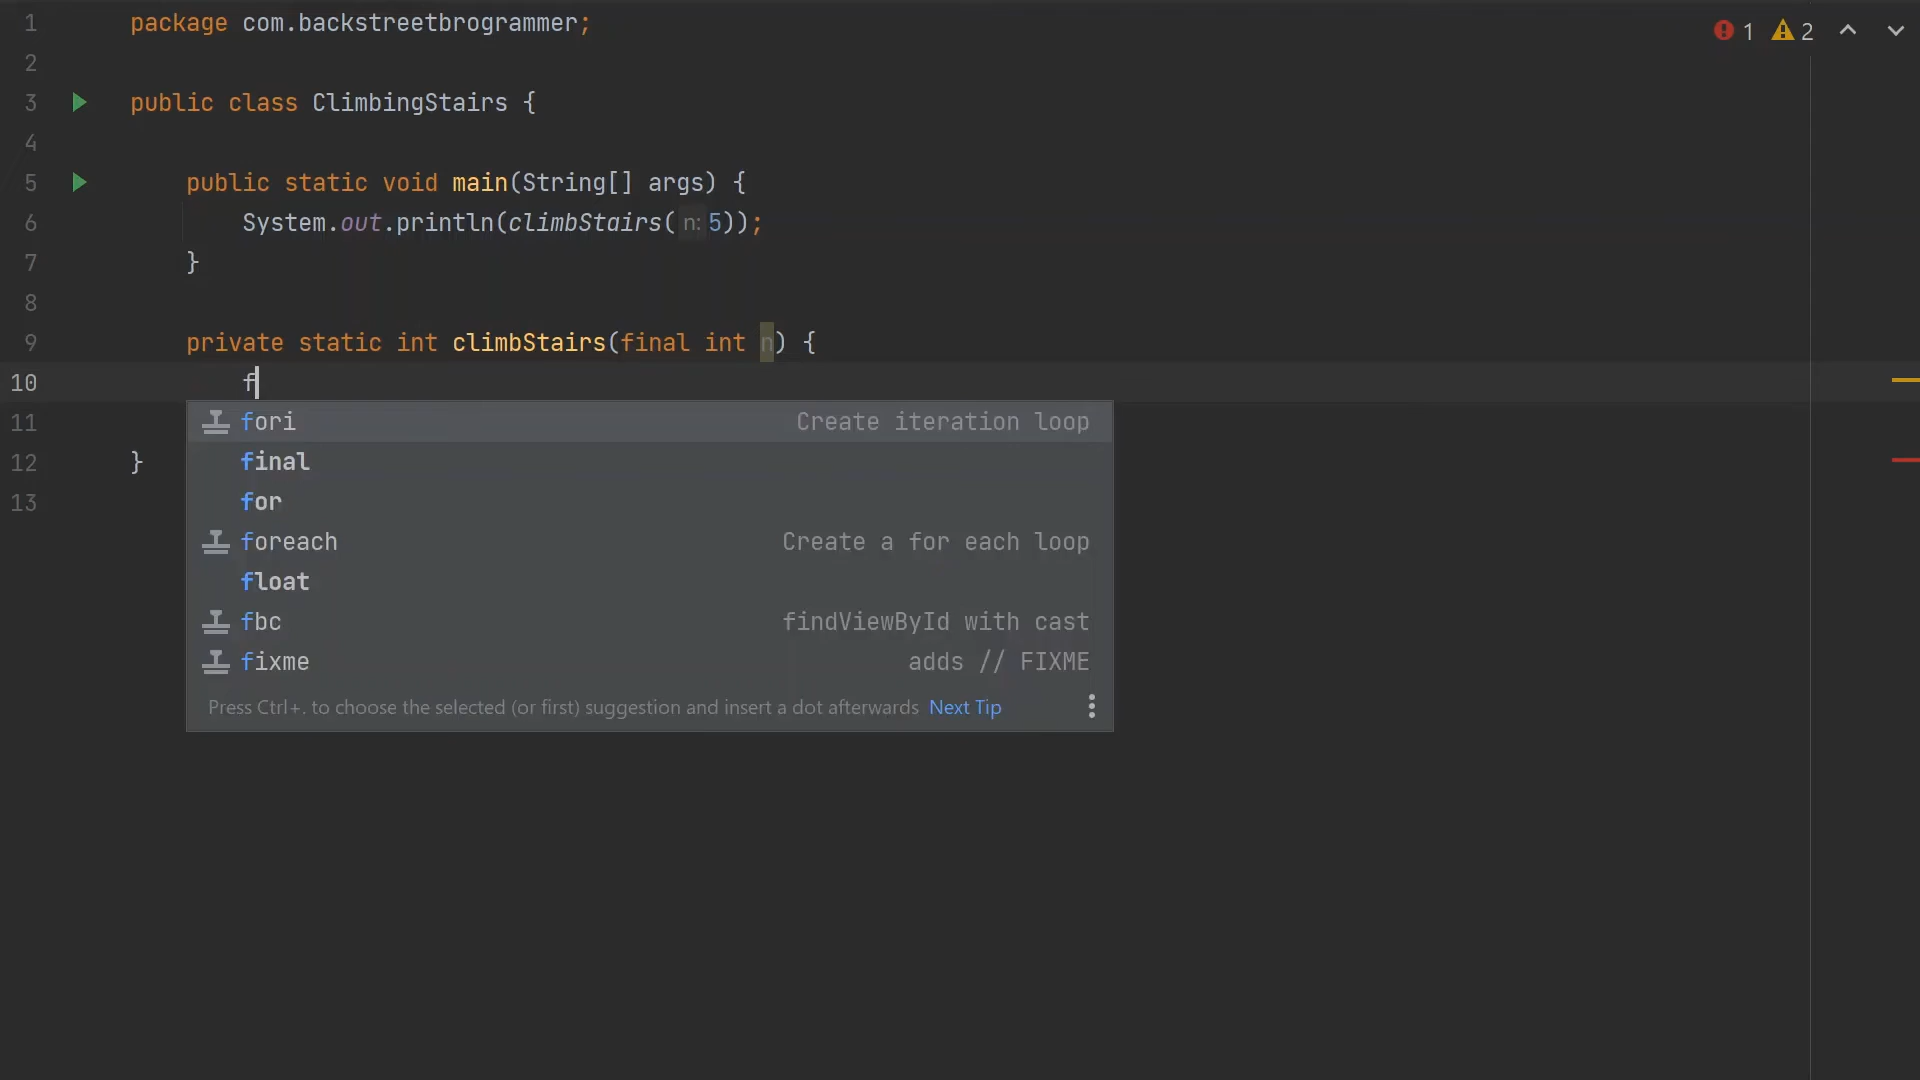 1 package com.backstreetbrogrammer;
! 1 2
2
3 public class ClimbingStairs {
4
5 public static void main(String[] args) {
6 System.out.println(climbStairs( n: 5));
7 }
8
9 private static int climbStairs(final int n) {
10 f
11
12 }
13
fori Create iteration loop
final
for
foreach Create a for each loop
float
fbc findViewById with cast
fixme adds // FIXME
Press Ctrl+. to choose the selected (or first) suggestion and insert a dot afterwards Next Tip